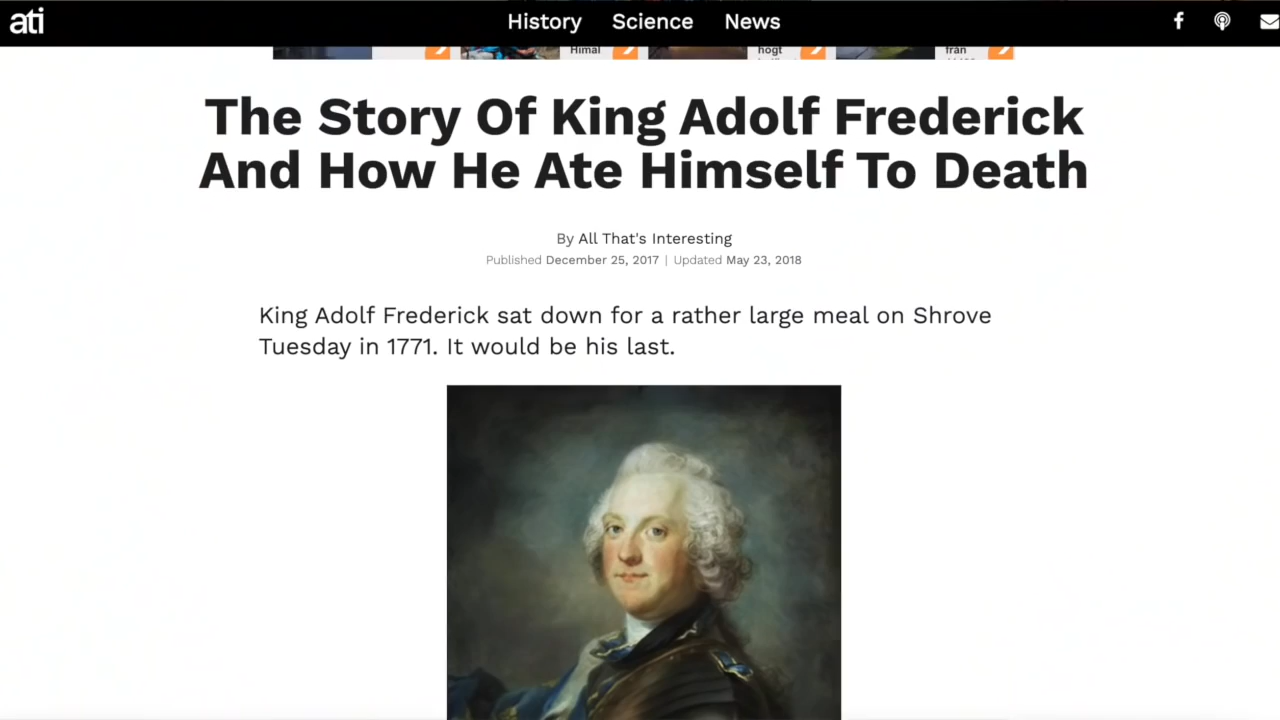 ati
History Science News
Himal
högt
från
The Story Of King Adolf Frederick
And How He Ate Himself To Death
By All That's Interesting
Published December 25, 2017 | Updated May 23, 2018
King Adolf Frederick sat down for a rather large meal on Shrove
Tuesday in 1771. It would be his last.